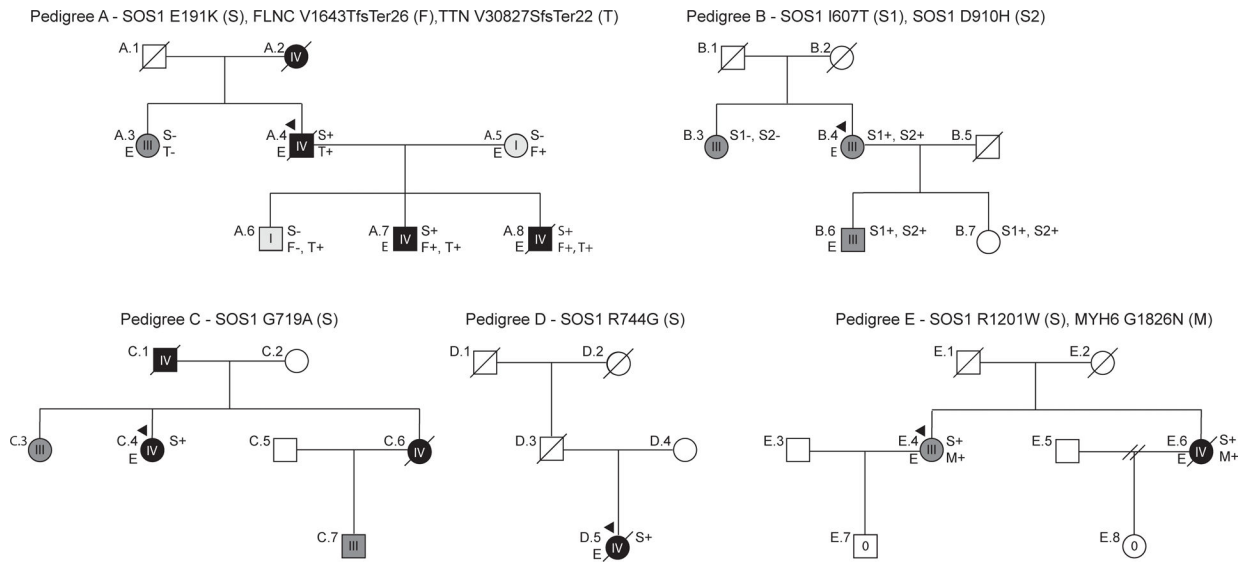 Pedigree A - SOS1 E191K (S), FLNC V1643TfsTer26 (F),TTN V30827SfsTer22 (T)
A.1
A.2
IV
A.3
E
III
S-
T-
A.4
E
IV
S+
T+
A.5
E
I
S-
F+
A.6
I
S-
F-, T+
A.7
E
IV
S+
F+, T+
A.8
E
IV
S+
F+,T+
Pedigree B - SOS1 I607T (S1), SOS1 D910H (S2)
B.1
B.2
B.3
III
S1-, S2-
B.4
E
III
S1+, S2+
B.5
B.6
E
III
S1+, S2+
B.7
S1+, S2+
Pedigree C - SOS1 G719A (S)
C.1
IV
C.2
C.3
III
C.4
E
IV
S+
C.5
C.6
IV
C.7
III
Pedigree D - SOS1 R744G (S)
D.1
D.2
D.3
D.4
D.5
E
IV
S+
Pedigree E - SOS1 R1201W (S), MYH6 G1826N (M)
E.1
E.2
E.3
E.4
E
III
S+
M+
E.5
E.6
E
IV
S+
M+
E.7
0
E.8
0